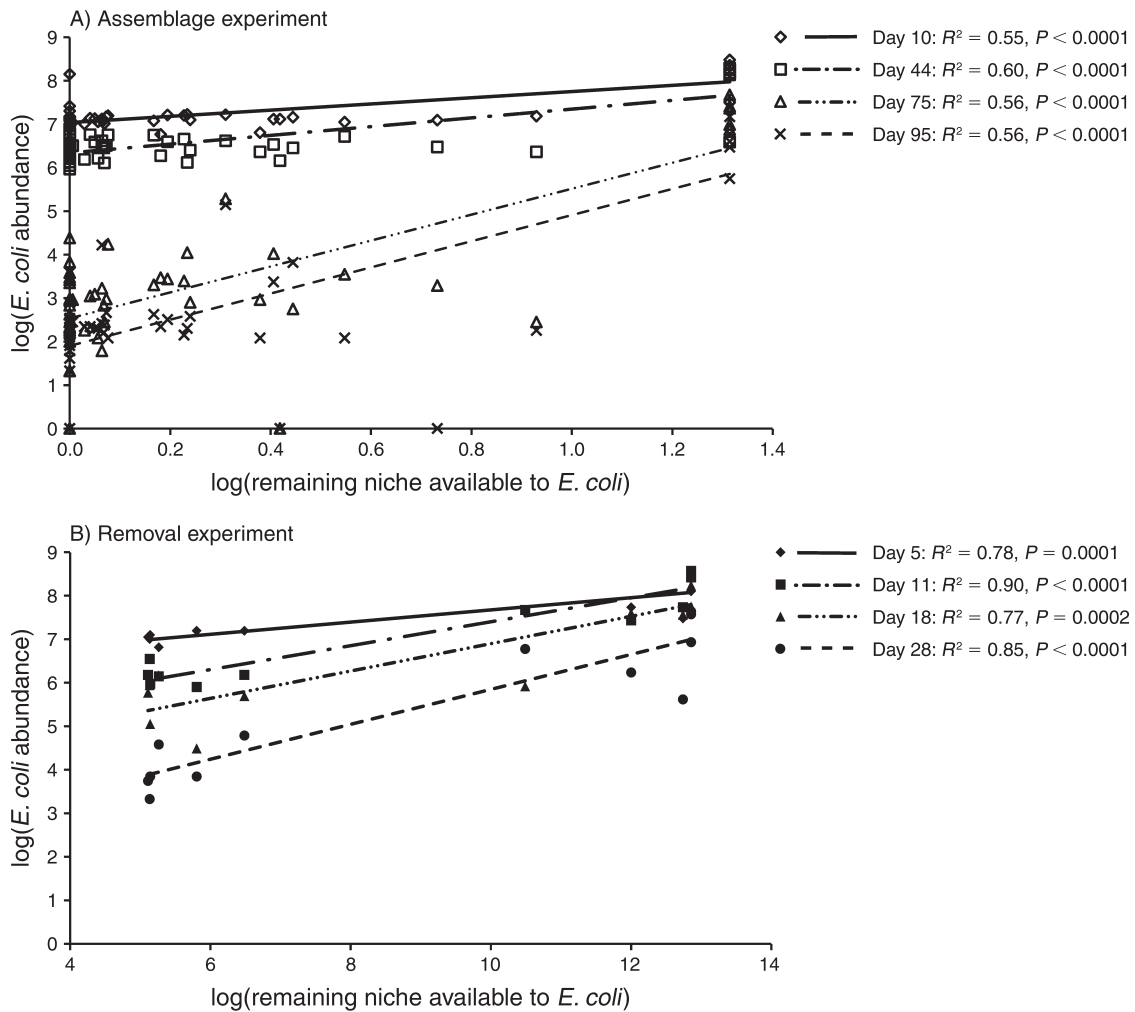 A) Assemblage experiment
9
8
7
6
5
4
3
2
1
0
log(E. coli abundance)
0.0 0.2 0.4 0.6 0.8 1.0 1.2 1.4
log(remaining niche available to E. coli)
Day 10: R² = 0.55, P < 0.0001
Day 44: R² = 0.60, P < 0.0001
Day 75: R² = 0.56, P < 0.0001
Day 95: R² = 0.56, P < 0.0001
B) Removal experiment
9
8
7
6
5
4
3
2
1
0
log(E. coli abundance)
4 6 8 10 12 14
log(remaining niche available to E. coli)
Day 5: R² = 0.78, P = 0.0001
Day 11: R² = 0.90, P < 0.0001
Day 18: R² = 0.77, P = 0.0002
Day 28: R² = 0.85, P < 0.0001